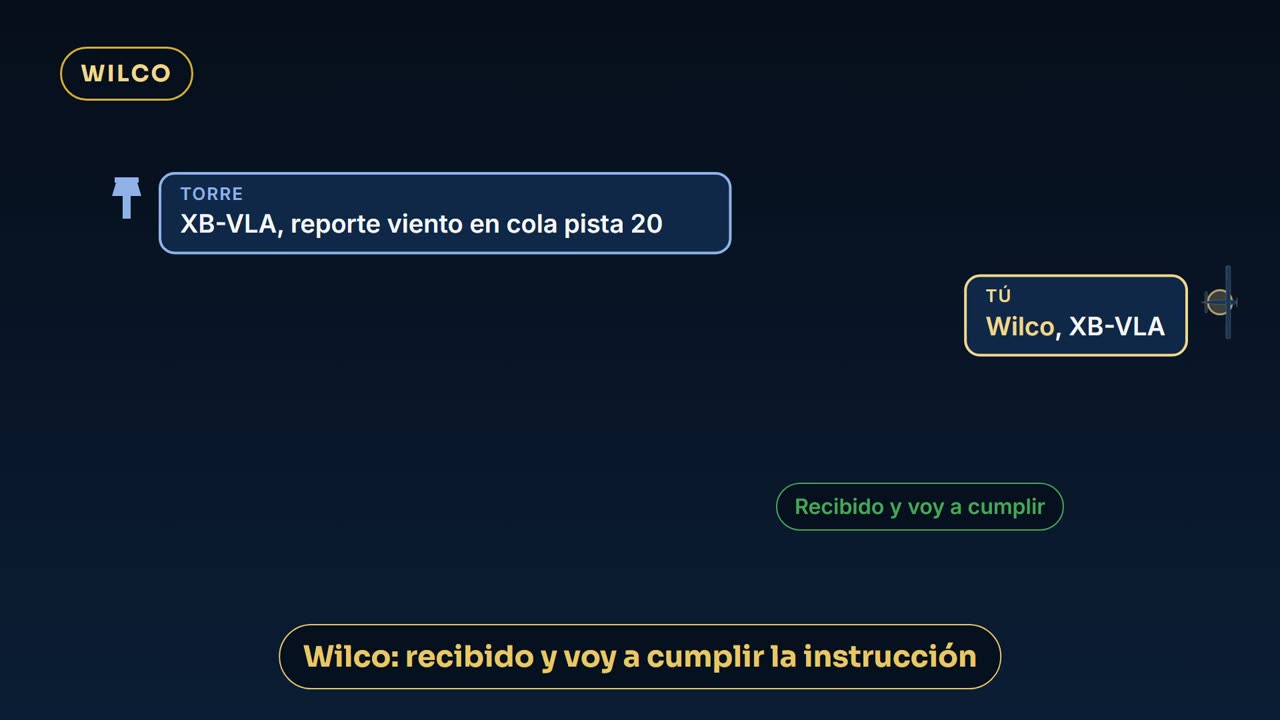 WILCO
TORRE
XB-VLA, reporte viento en cola pista 20
TÚ
Wilco, XB-VLA
Recibido y voy a cumplir
Wilco: recibido y voy a cumplir la instrucción